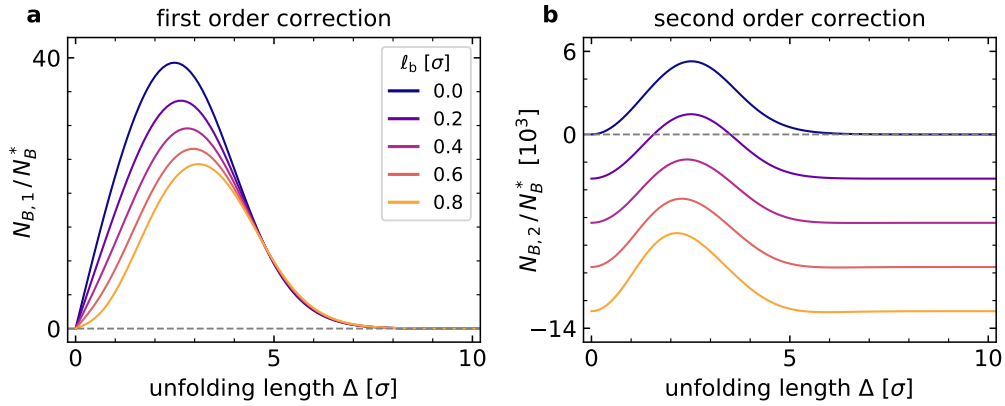 a
first order correction
N_{B,1} / N_B^*
40
0
ℓ_b [σ]
0.0
0.2
0.4
0.6
0.8
0
5
10
unfolding length Δ [σ]
b
second order correction
N_{B,2} / N_B^* [10^3]
6
0
−14
0
5
10
unfolding length Δ [σ]